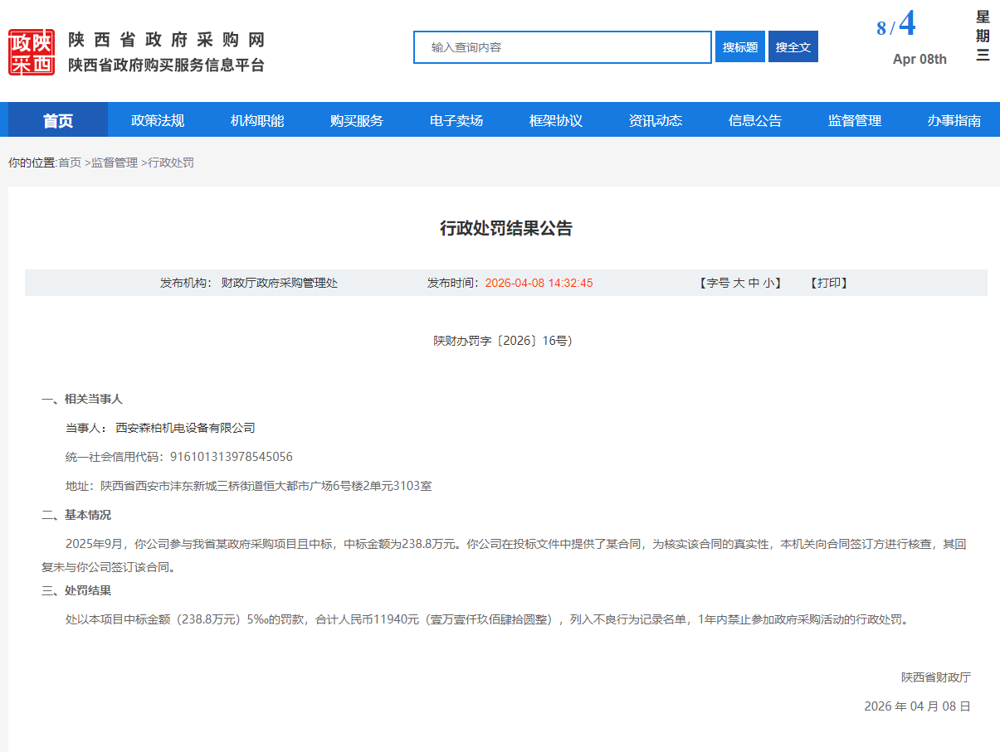 政陕
采西
陕西省政府采购网
陕西省政府购买服务信息平台
输入查询内容
搜标题
搜全文
8/4
Apr 08th
星期三
首页 政策法规 机构职能 购买服务 电子卖场 框架协议 资讯动态 信息公告 监督管理 办事指南
你的位置:首页 >监督管理 >行政处罚
行政处罚结果公告
发布机构： 财政厅政府采购管理处 发布时间：2026-04-08 14:32:45 【字号 大 中 小】 【打印】
陕财办罚字〔2026〕16号）
一、相关当事人
当事人： 西安森柏机电设备有限公司
统一社会信用代码：916101313978545056
地址：陕西省西安市沣东新城三桥街道恒大都市广场6号楼2单元3103室
二、基本情况
2025年9月，你公司参与我省某政府采购项目且中标，中标金额为238.8万元。你公司在投标文件中提供了某合同，为核实该合同的真实性，本机关向合同签订方进行核查，其回
复未与你公司签订该合同。
三、处罚结果
处以本项目中标金额（238.8万元）5‰的罚款，合计人民币11940元（壹万壹仟玖佰肆拾圆整），列入不良行为记录名单，1年内禁止参加政府采购活动的行政处罚。
陕西省财政厅
2026 年 04 月 08 日